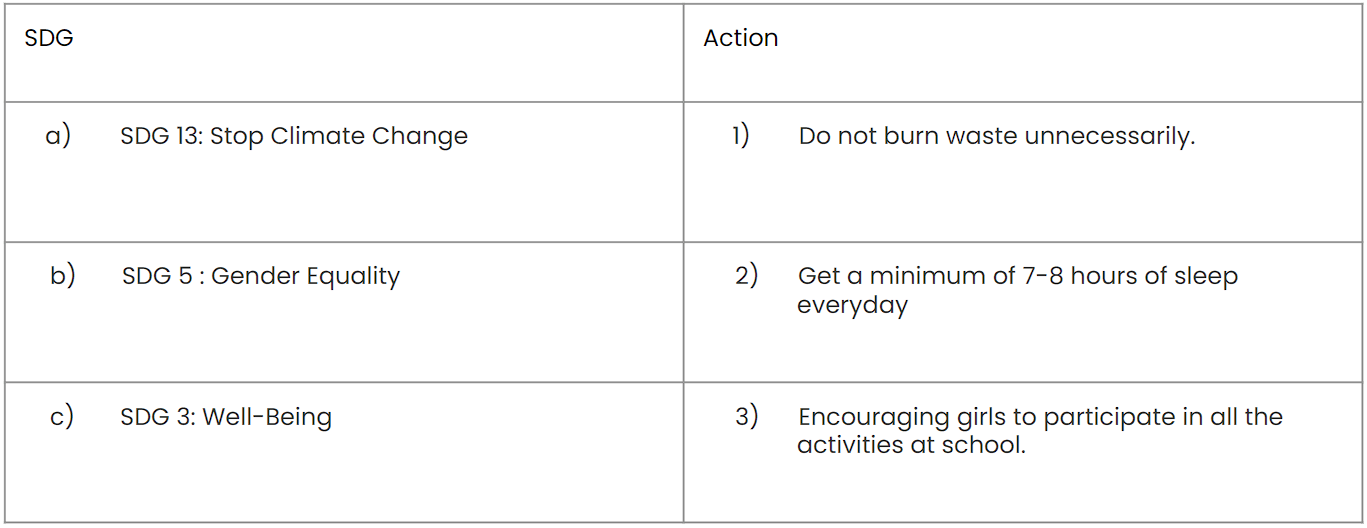 SDG
Action
a) SDG 13: Stop Climate Change
1) Do not burn waste unnecessarily.
b) SDG 5 : Gender Equality
2) Get a minimum of 7-8 hours of sleep
everyday
c) SDG 3: Well-Being
3) Encouraging girls to participate in all the
activities at school.